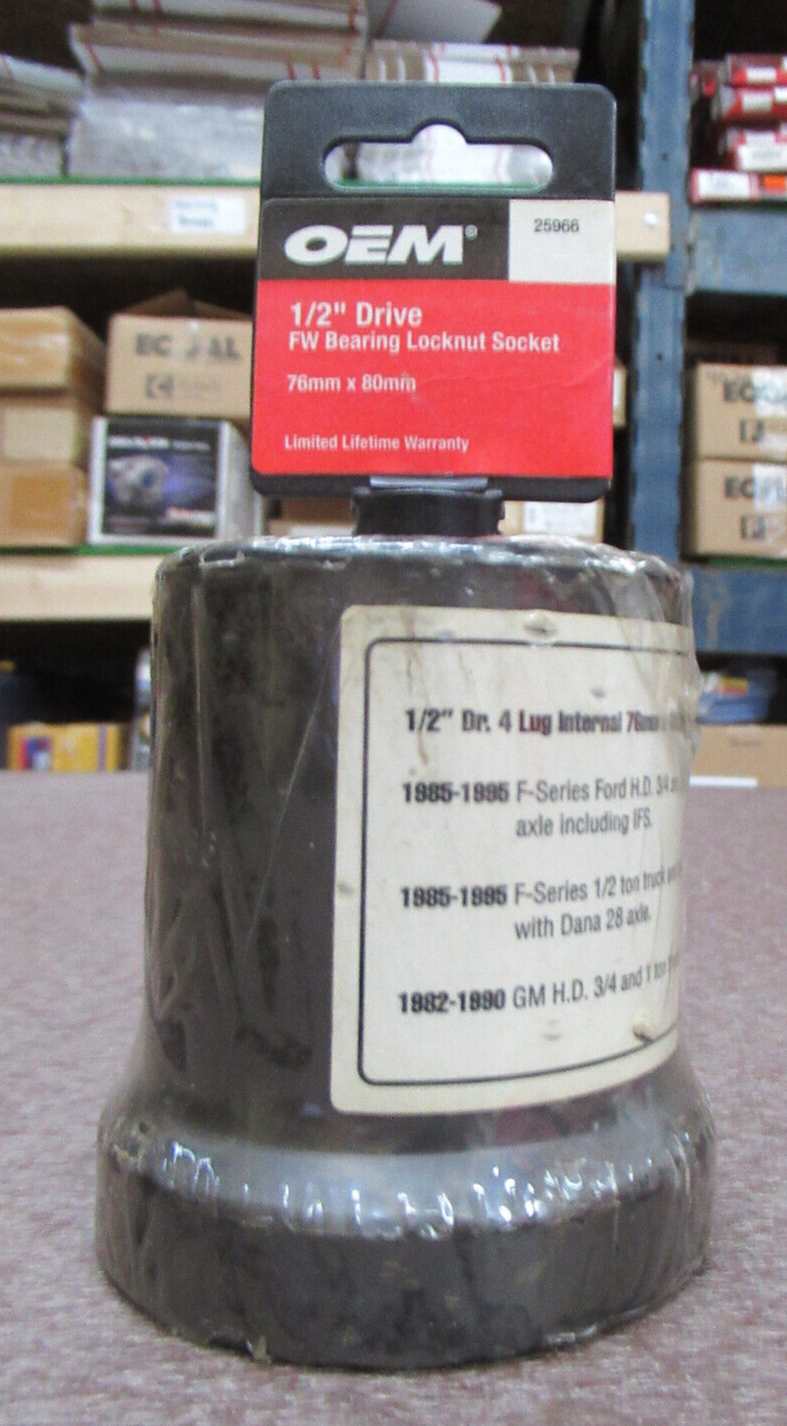 OEM®
25966
1/2" Drive
FW Bearing Locknut Socket
76mm x 80mm
Limited Lifetime Warranty
1/2" Dr. 4 Lug Internal 76mm
1985-1995 F-Series Ford H.D. 3/4
axle including IFS.
1985-1995 F-Series 1/2 ton truck
with Dana 28 axle.
1982-1990 GM H.D. 3/4 and 1 ton